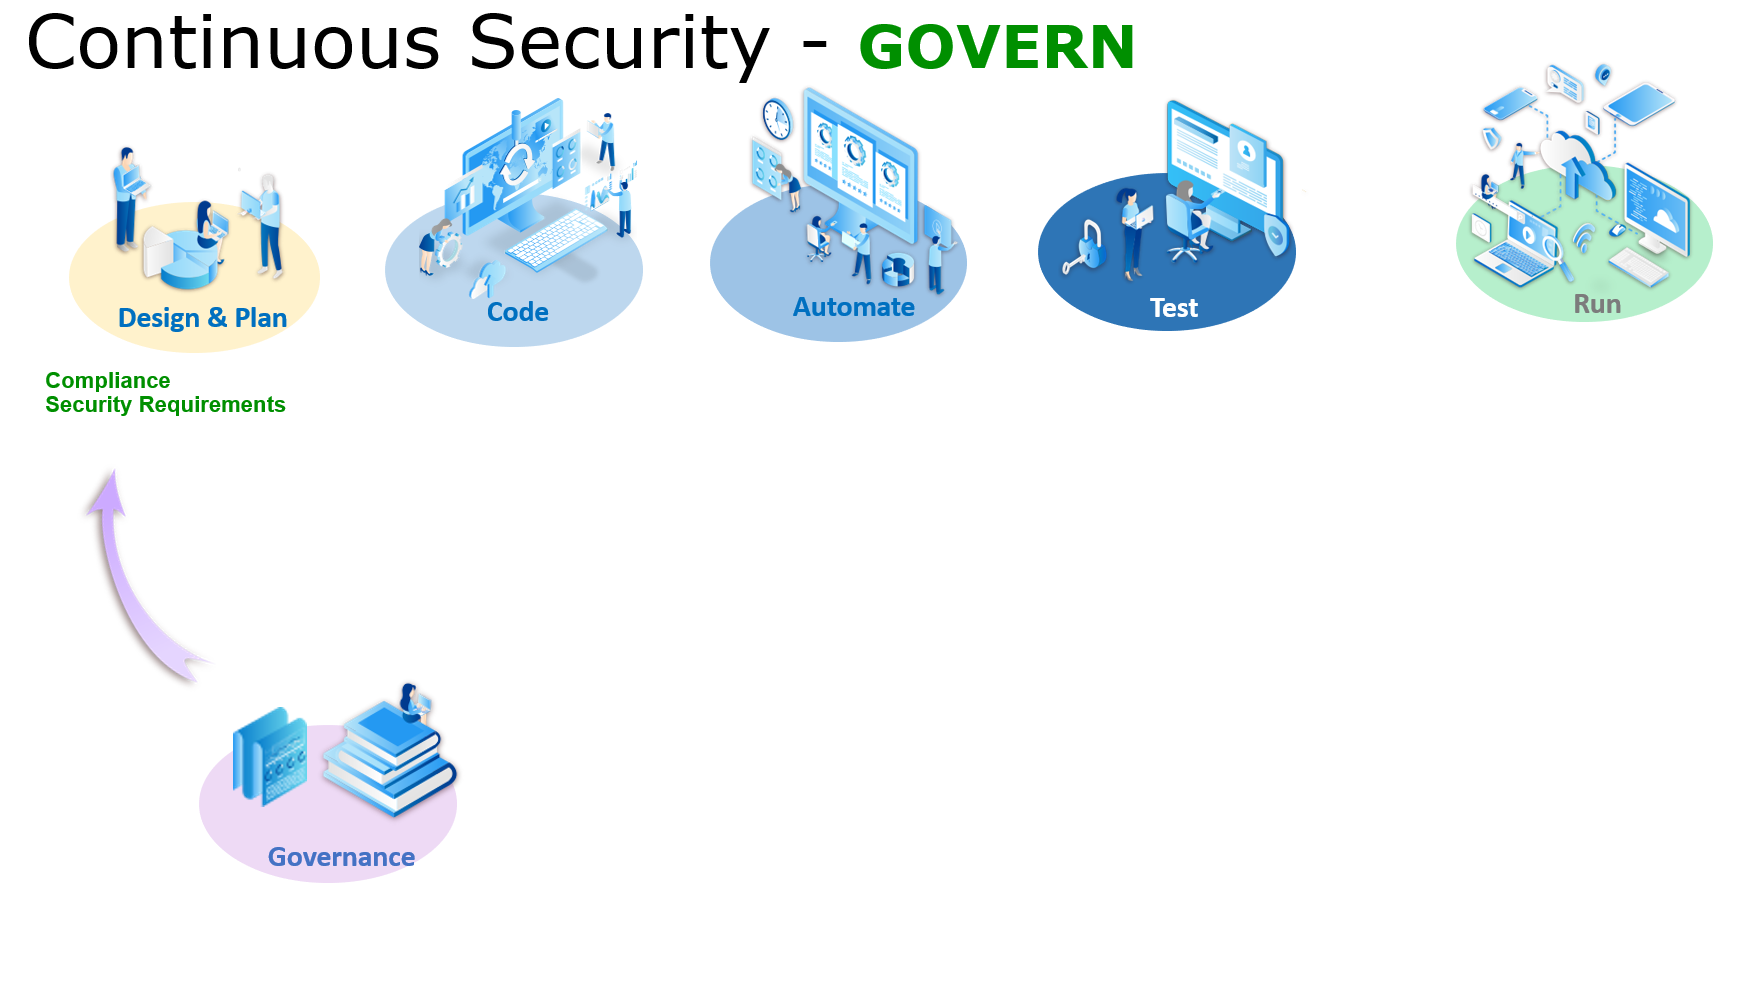 Continuous Security - GOVERN
Design & Plan
Code
Automate
Test
Run
Compliance
Security Requirements
Governance